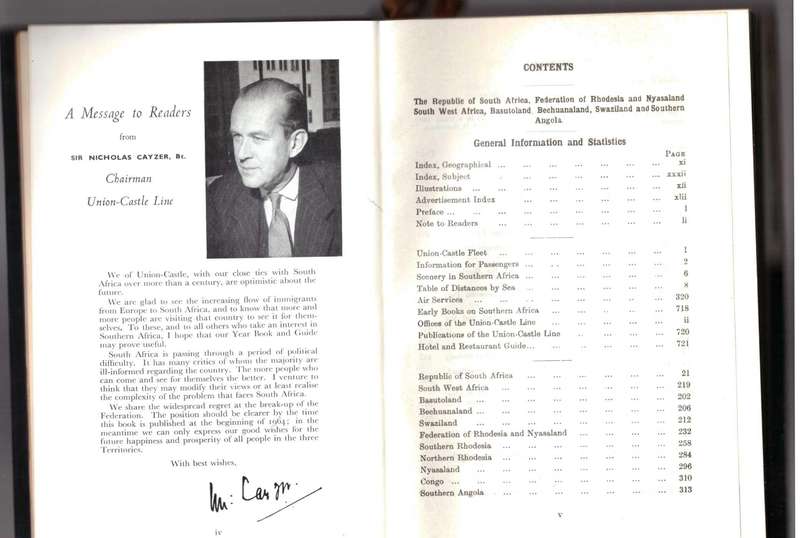 A Message to Readers
from
SIR NICHOLAS CAYZER, Bt.
Chairman
Union-Castle Line
We of Union-Castle, with our close ties with South
Africa over more than a century, are optimistic about the
future.
We are glad to see the increasing flow of immigrants
from Europe to South Africa, and to know that more and
more people are visiting that country to see it for them-
selves. To these, and to all others who take an interest in
Southern Africa, I hope that our Year Book and Guide
may prove useful.
South Africa is passing through a period of political
difficulty. It has many critics of whom the majority are
ill-informed regarding the country. The more people who
can come and see for themselves the better. I venture to
think that they may modify their views or at least realise
the complexity of the problem that faces South Africa.
We share the widespread regret at the break-up of the
Federation. The position should be clearer by the time
this book is published at the beginning of 1964; in the
meantime we can only express our good wishes for the
future happiness and prosperity of all people in the three
Territories.
With best wishes,
iv
CONTENTS
The Republic of South Africa, Federation of Rhodesia and Nyasaland
South West Africa, Basutoland Bechuanaland, Swaziland and Southern
Angola
General Information and Statistics
PAGE
Index, Geographical ... ... ... ... ... ... xi
Index, Subject ... ... ... ... ... xxxii
Illustrations ... ... ... ... ... ... xii
Advertisement Index ... ... ... ... ... xlii
Preface ... ... ... ... ... ... ... l
Note to Readers ... ... ... ... ... ... li
Union-Castle Fleet ... ... ... ... ... ... 1
Information for Passengers ... ... ... ... ... 2
Scenery in Southern Africa ... ... ... ... ... 6
Table of Distances by Sea ... ... ... ... ... 8
Air Services ... ... ... ... ... ... 320
Early Books on Southern Africa ... ... ... ... 718
Offices of the Union-Castle Line ... ... ... ... ii
Publications of the Union-Castle Line ... ... ... 720
Hotel and Restaurant Guide... ... ... ... ... 721
Republic of South Africa ... ... ... ... ... 21
South West Africa ... ... ... ... ... ... 219
Basutoland ... ... ... ... ... ... 202
Bechuanaland ... ... ... ... ... ... 206
Swaziland ... ... ... ... ... ... 212
Federation of Rhodesia and Nyasaland ... ... ... 232
Southern Rhodesia ... ... ... ... ... ... 258
Northern Rhodesia ... ... ... ... ... ... 284
Nyasaland ... ... ... ... ... ... 296
Congo ... ... ... ... ... ... ... 310
Southern Angola ... ... ... ... ... ... 313
v